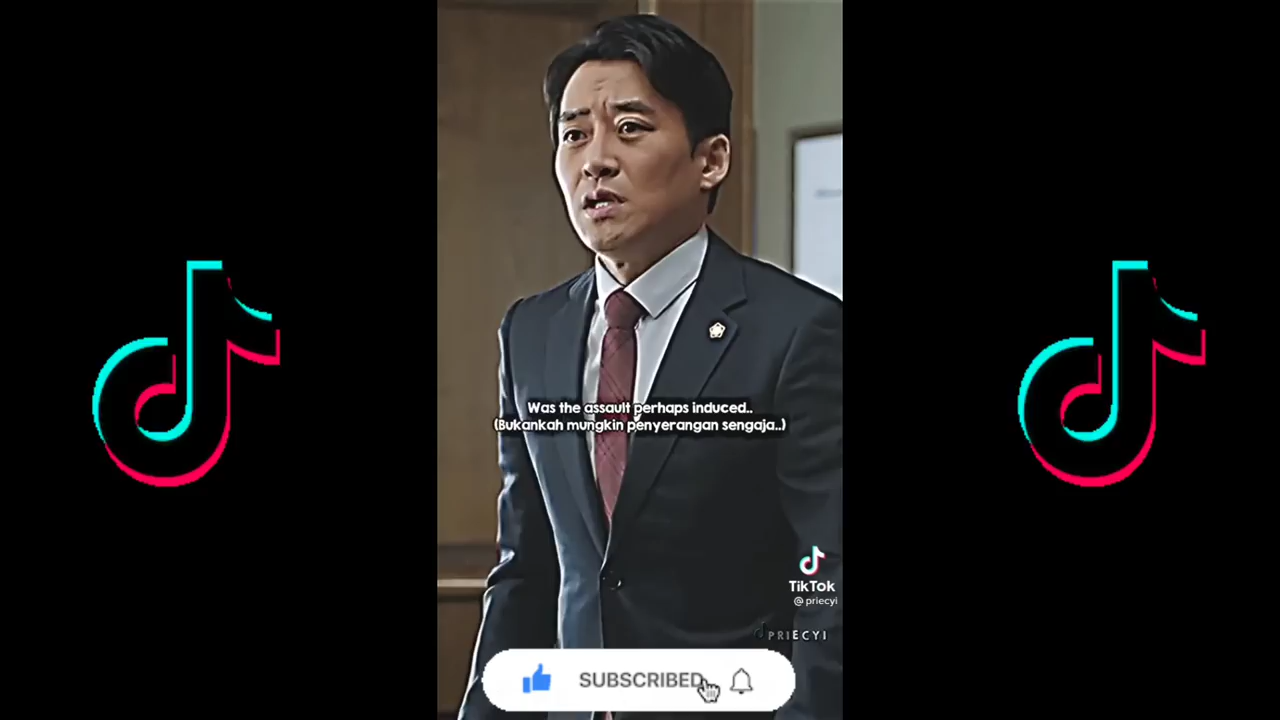 Was the assault perhaps induced..
(Bukankah mungkin penyerangan sengaja..)
TikTok
@priecyi
PRIECYI
SUBSCRIBED